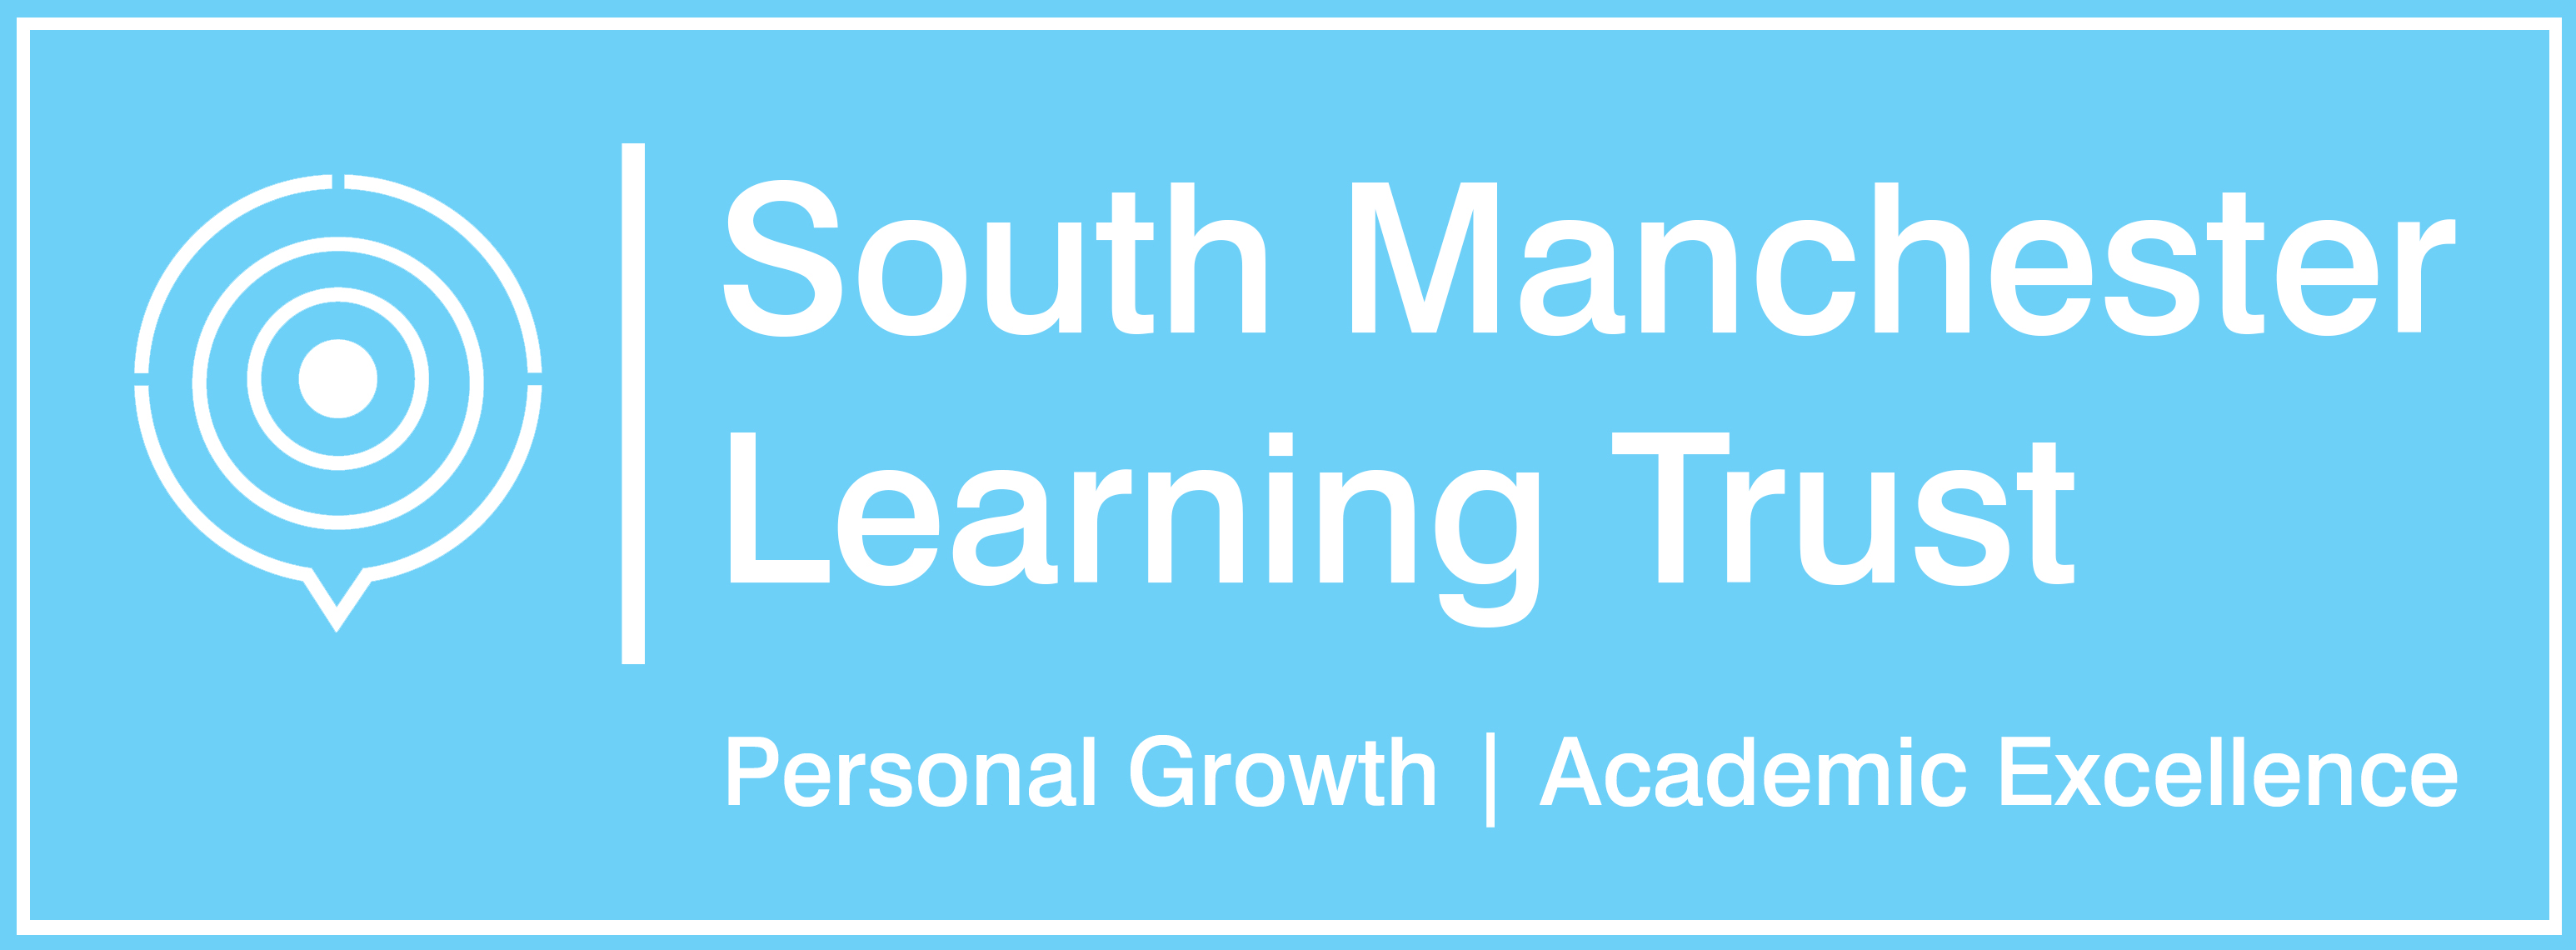 South Manchester
Learning Trust
Personal Growth | Academic Excellence